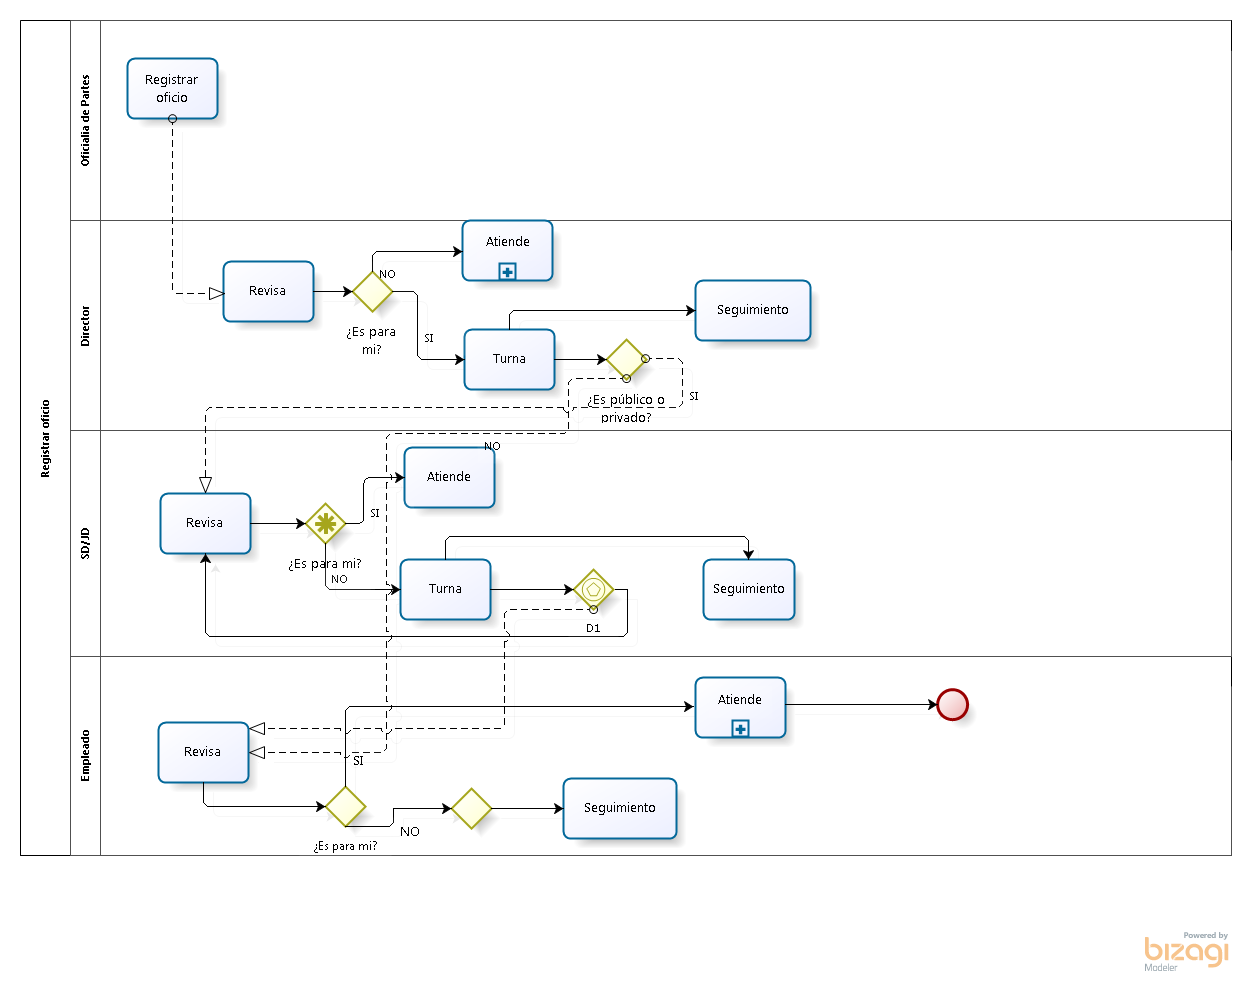 Registrar oficio
Oficialia de Partes
Registrar
oficio
Director
Revisa
NO
¿Es para
mi?
SI
Atiende
Turna
Seguimiento
¿Es público o
privado?
SI
NO
SD/JD
Revisa
¿Es para mi?
SI
NO
Atiende
Turna
D1
Seguimiento
Empleado
Revisa
¿Es para mi?
SI
NO
Atiende
Seguimiento
Powered by
bizagi
Modeler